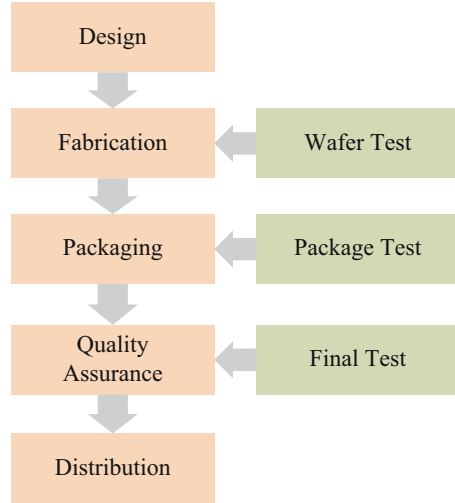 Design
Fabrication
Wafer Test
Packaging
Package Test
Quality
Assurance
Final Test
Distribution